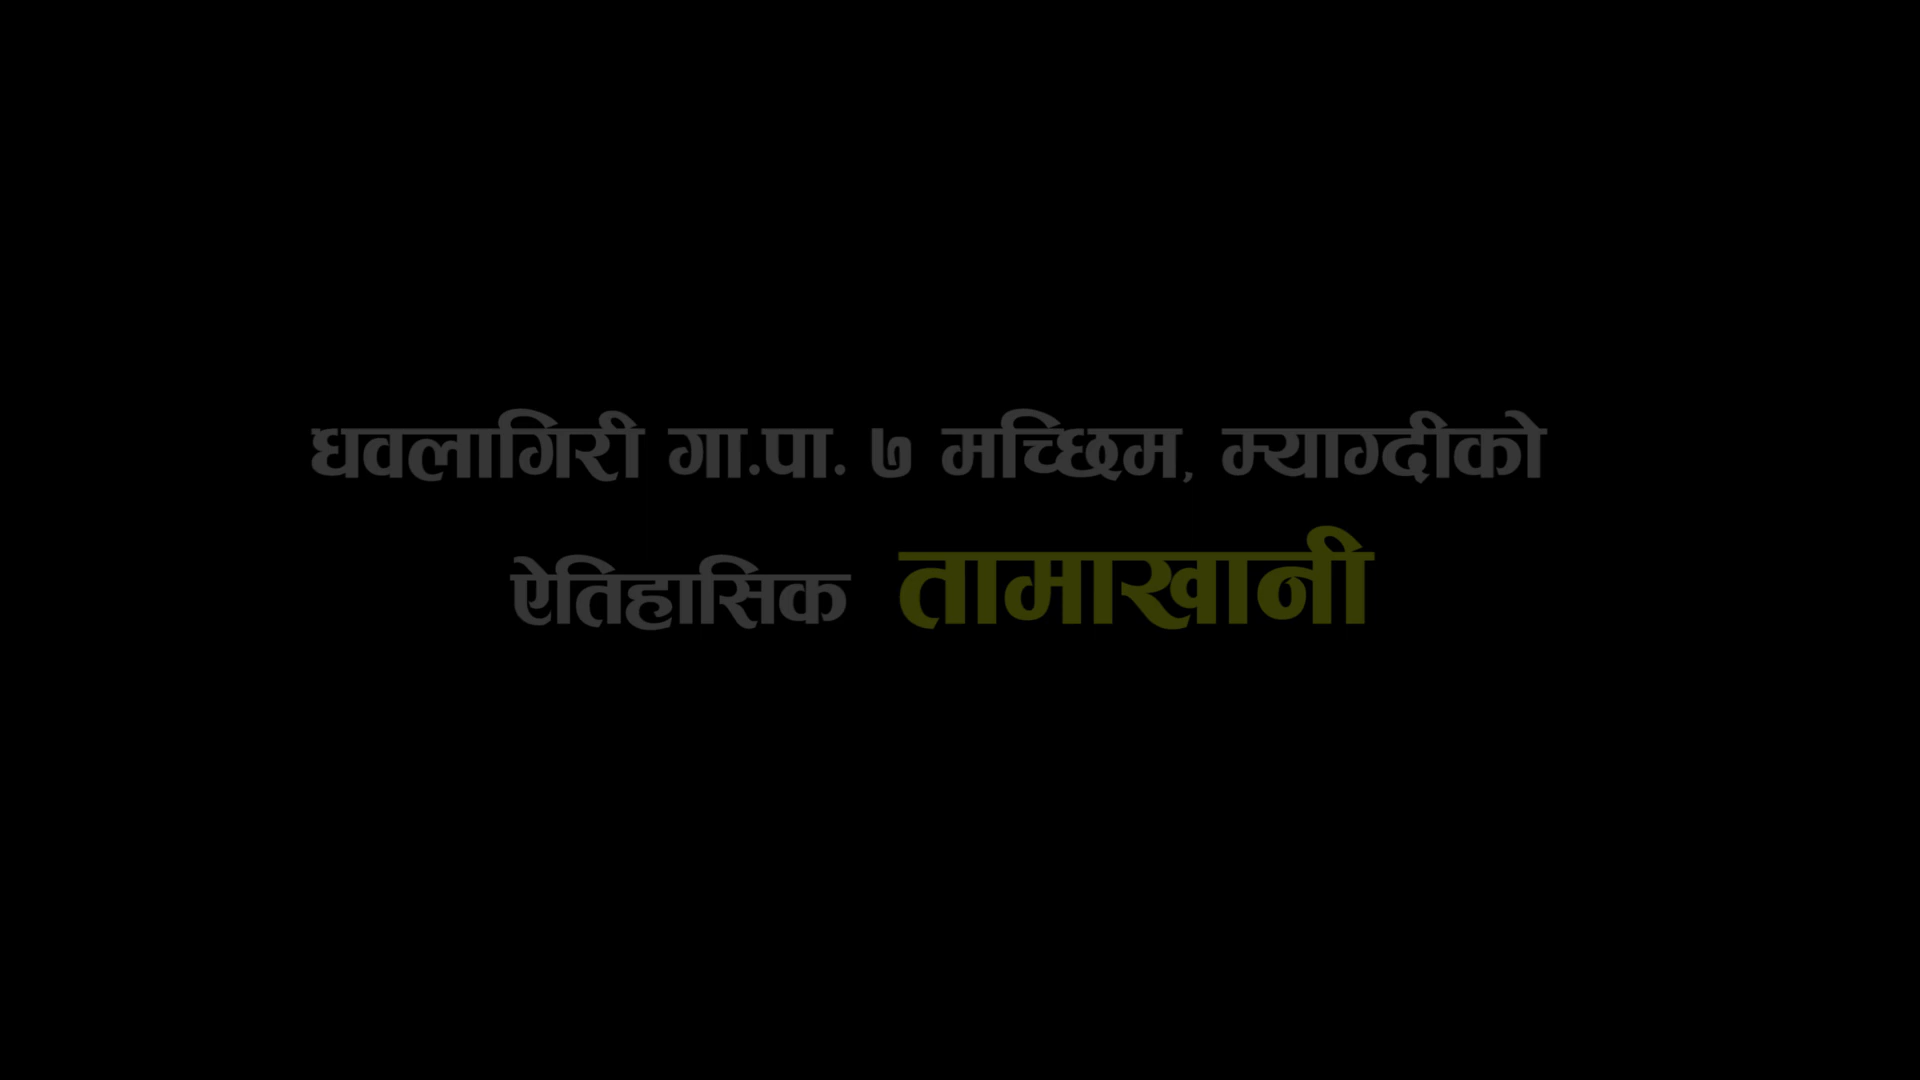 धवलागिरी गा.पा. ७ मच्छिम, म्याग्दीको
ऐतिहासिक तामाखानी